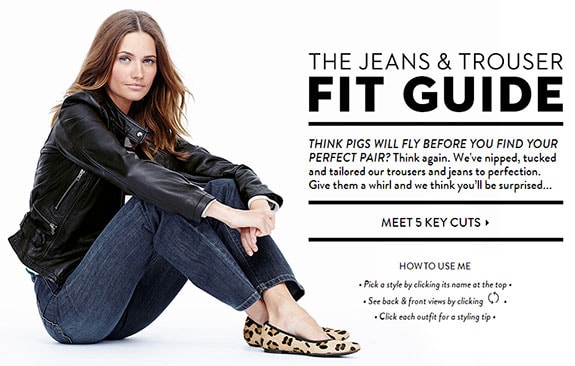 THE JEANS & TROUSER
FIT GUIDE
THINK PIGS WILL FLY BEFORE YOU FIND YOUR
PERFECT PAIR? Think again. We've nipped, tucked
and tailored our trousers and jeans to perfection.
Give them a whirl and we think you'll be surprised...
MEET 5 KEY CUTS ▸
HOW TO USE ME
• Pick a style by clicking its name at the top •
• See back & front views by clicking •
• Click each outfit for a styling tip •